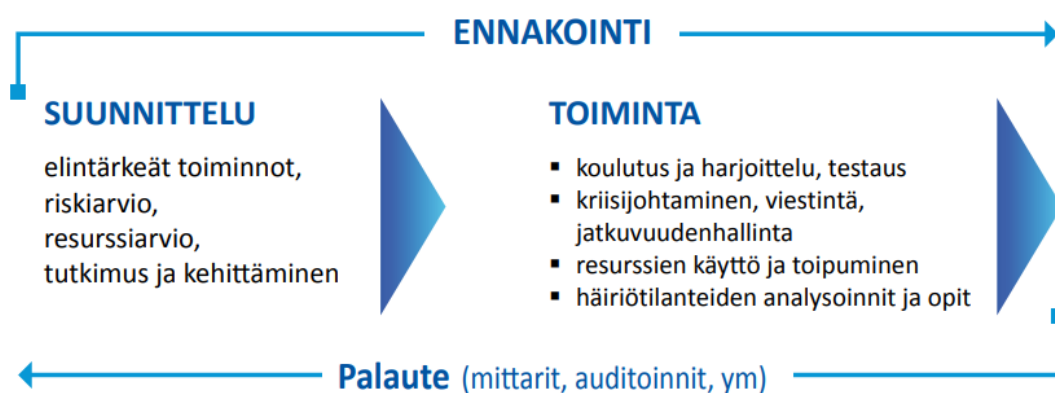 ENNAKOINTI
SUUNNITTELU
elintärkeät toiminnot,
riskiarvio,
resurssiarvio,
tutkimus ja kehittäminen
TOIMINTA
▪ koulutus ja harjoittelu, testaus
▪ kriisijohtaminen, viestintä,
jatkuvuudenhallinta
▪ resurssien käyttö ja toipuminen
▪ häiriötilanteiden analysoinnit ja opit
Palaute (mittarit, auditoinnit, ym)